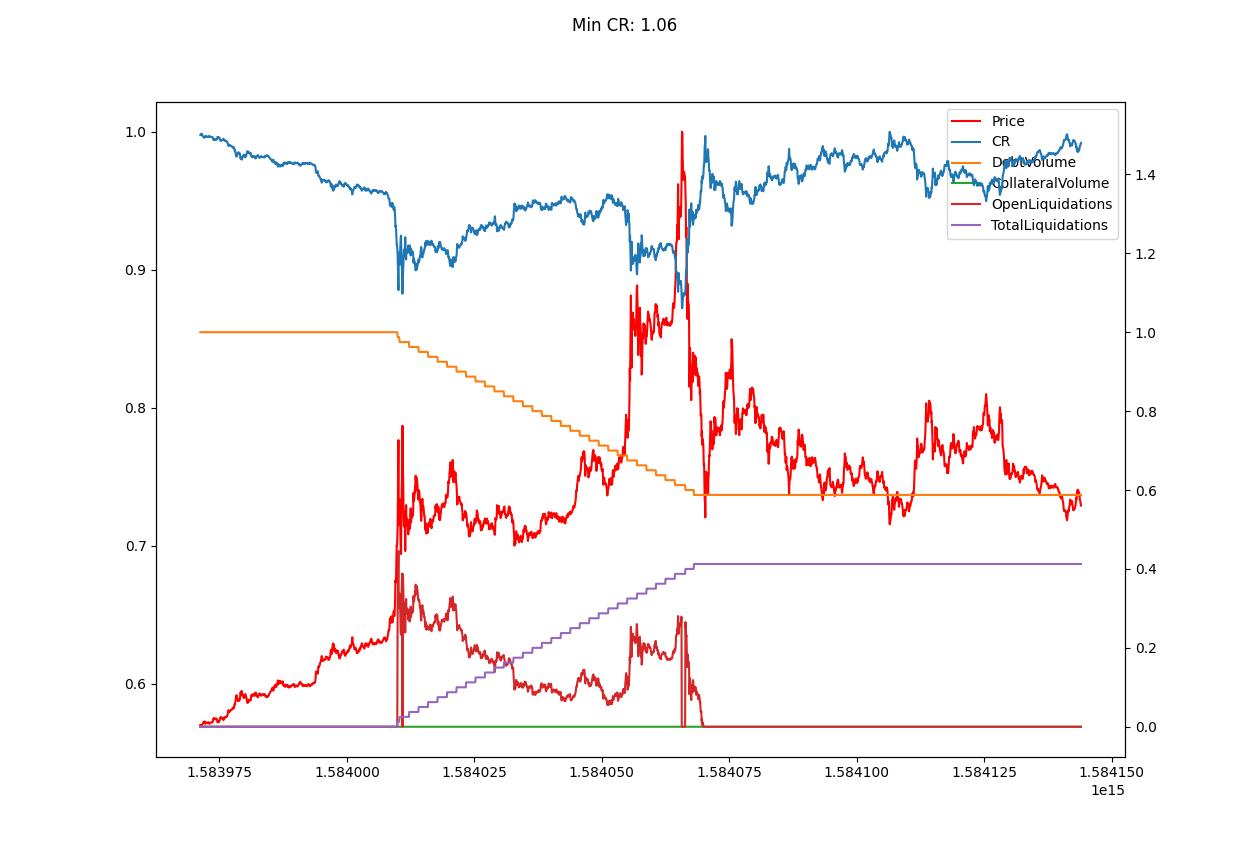 Min CR: 1.06
Price
CR
DebtVolume
CollateralVolume
OpenLiquidations
TotalLiquidations
1.0
0.9
0.8
0.7
0.6
1.4
1.2
1.0
0.8
0.6
0.4
0.2
0.0
1.583975 1.584000 1.584025 1.584050 1.584075 1.584100 1.584125 1.584150
1e15